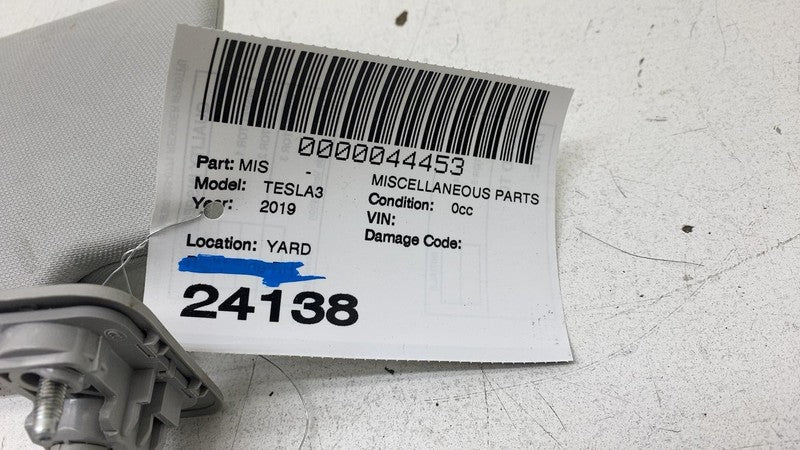 0000044453
Part: MIS -
MISCELLANEOUS PARTS
Model: TESLA3
Condition: 0cc
Year: 2019
VIN:
Damage Code:
Location: YARD
24138